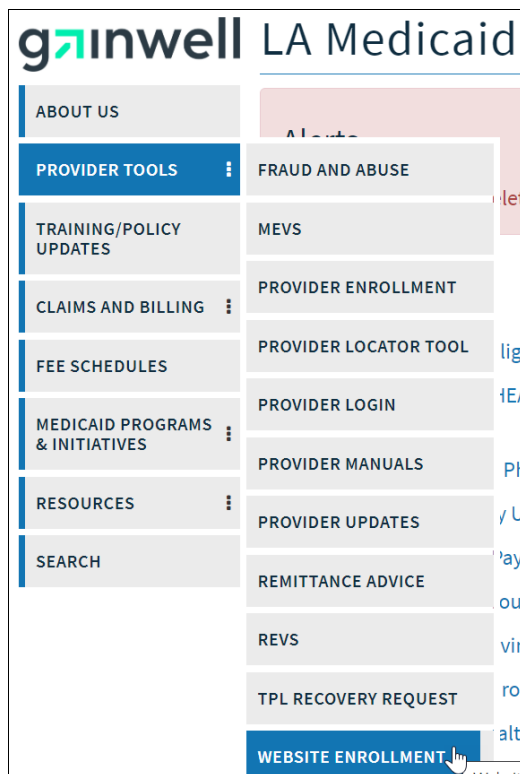 gainwell LA Medicaid
ABOUT US
PROVIDER TOOLS
TRAINING/POLICY
UPDATES
CLAIMS AND BILLING
FEE SCHEDULES
MEDICAID PROGRAMS
& INITIATIVES
RESOURCES
SEARCH
FRAUD AND ABUSE
MEVS
PROVIDER ENROLLMENT
PROVIDER LOCATOR TOOL
PROVIDER LOGIN
PROVIDER MANUALS
PROVIDER UPDATES
REMITTANCE ADVICE
REVS
TPL RECOVERY REQUEST
WEBSITE ENROLLMENT
Alerts